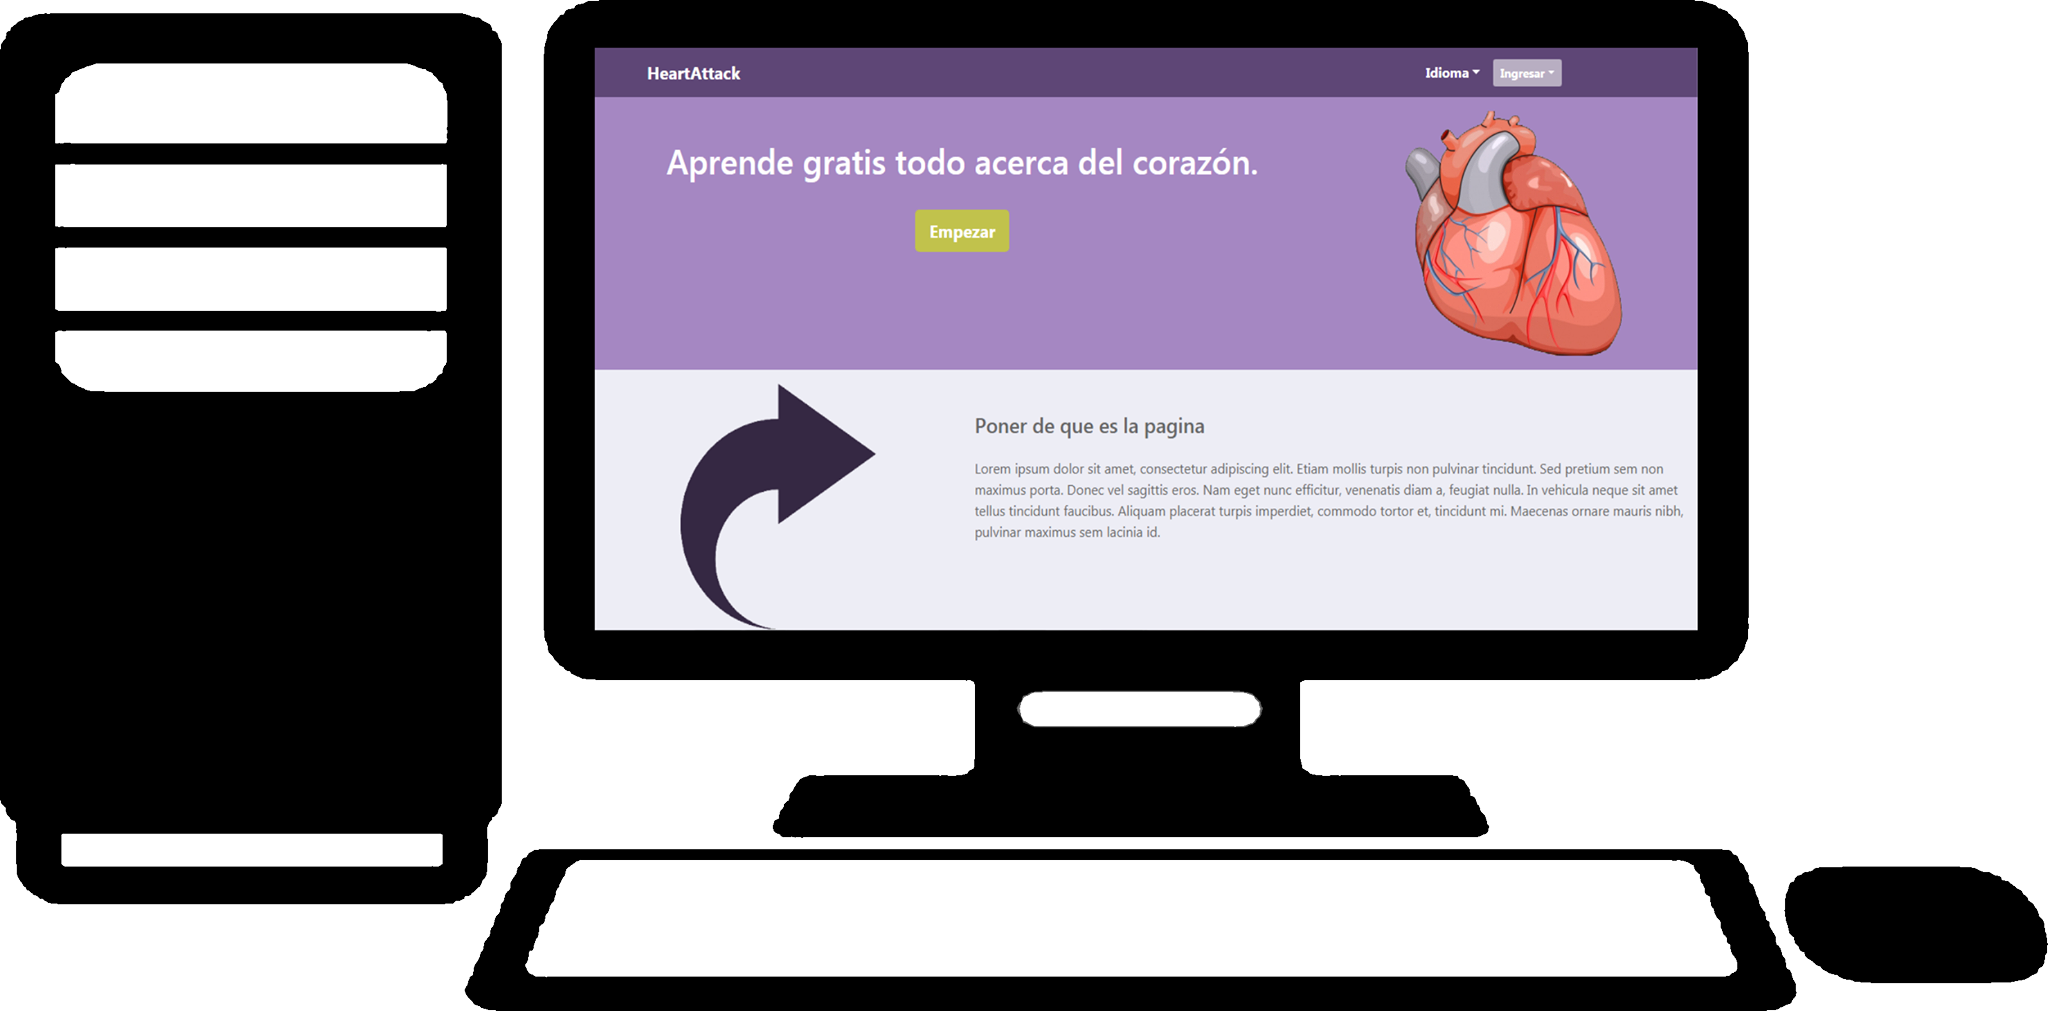 HeartAttack
Idioma
Ingresar
Aprende gratis todo acerca del corazón.
Empezar
Poner de que es la pagina
Lorem ipsum dolor sit amet, consectetur adipiscing elit. Etiam mollis turpis non pulvinar tincidunt. Sed pretium sem non
maximus porta. Donec vel sagittis eros. Nam eget nunc efficitur, venenatis diam a, feugiat nulla. In vehicula neque sit amet
tellus tincidunt faucibus. Aliquam placerat turpis imperdiet, commodo tortor et, tincidunt mi. Maecenas ornare mauris nibh,
pulvinar maximus sem lacinia id.